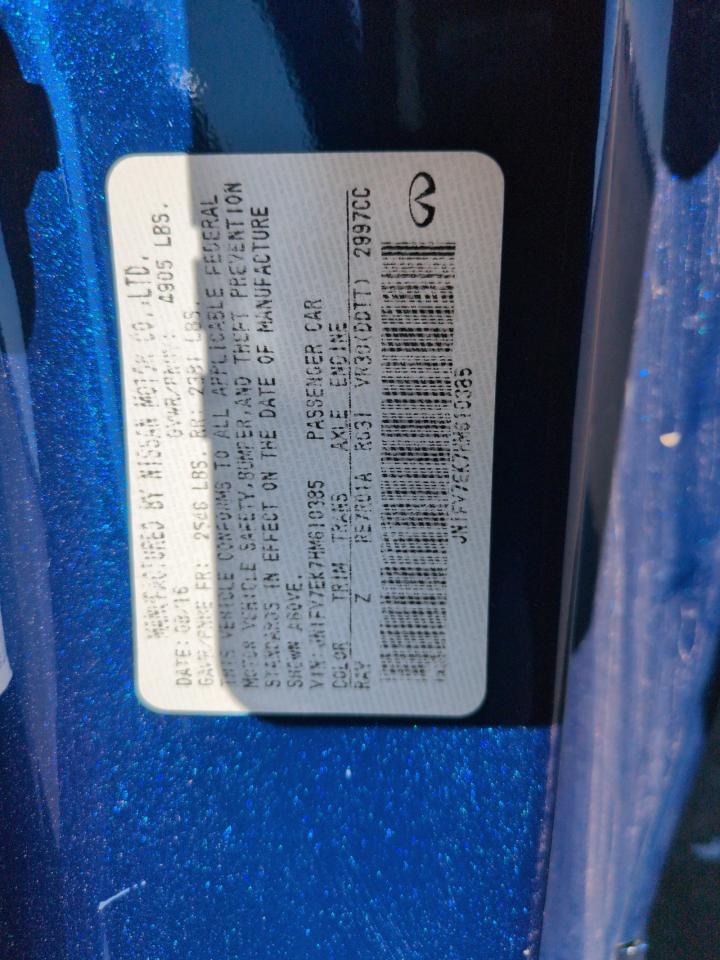 MANUFACTURED BY NISSAN MOTOR CO.,LTD.
DATE:08/16 GVWR/PNBV: 4905 LBS.
GAWR/PNBE FR: 2546 LBS. RR: 2381 LBS.
THIS VEHICLE CONFORMS TO ALL APPLICABLE FEDERAL
MOTOR VEHICLE SAFETY,BUMPER,AND THEFT PREVENTION
STANDARDS IN EFFECT ON THE DATE OF MANUFACTURE
SHOWN ABOVE.
VIN:JN1FV7EK7HM610385 PASSENGER CAR
COLOR TRIM TRANS AXLE ENGINE
RAY Z RE7R01A R031 VR30(DDTT) 2997CC
JN1FV7EK7HM610385